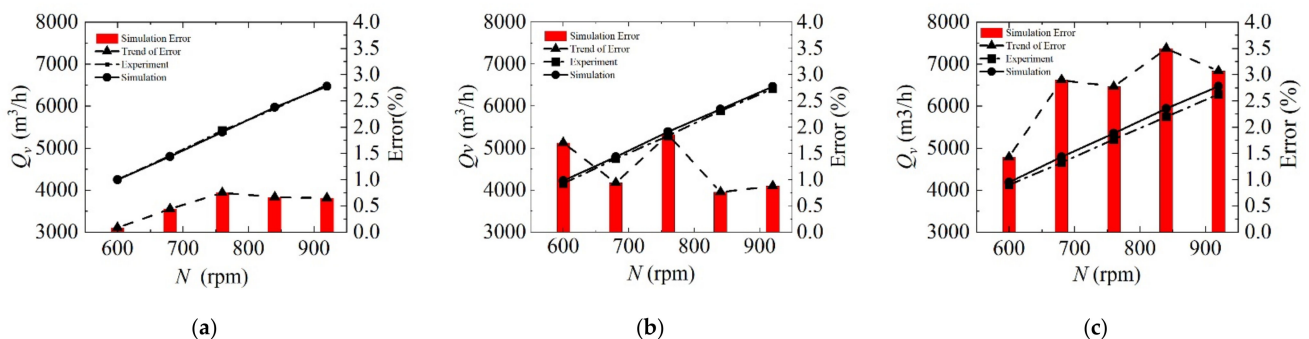 8000
7000
6000
5000
4000
3000
Qv (m³/h)
Simulation Error
Trend of Error
Experiment
Simulation
4.0
3.5
3.0
2.5
2.0
1.5
1.0
0.5
0.0
Error(%)
600 700 800 900
N (rpm)
(a)
8000
7000
6000
5000
4000
3000
Qv (m³/h)
Simulation Error
Trend of Error
Experiment
Simulation
4.0
3.5
3.0
2.5
2.0
1.5
1.0
0.5
0.0
Error (%)
600 700 800 900
N (rpm)
(b)
8000
7000
6000
5000
4000
3000
Qv (m3/h)
Simulation Error
Trend of Error
Experiment
Simulation
4.0
3.5
3.0
2.5
2.0
1.5
1.0
0.5
0.0
Error (%)
600 700 800 900
N (rpm)
(c)